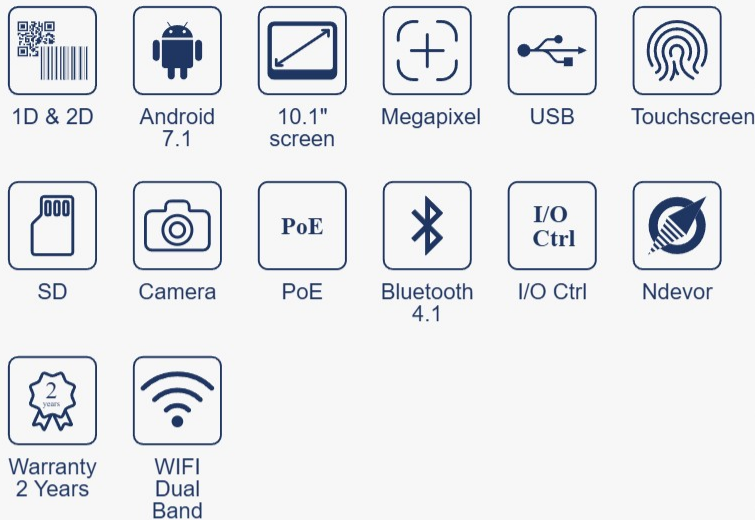 1D & 2D
Android
7.1
10.1"
screen
Megapixel
USB
Touchscreen
PoE
I/O
Ctrl
SD
Camera
PoE
Bluetooth
4.1
I/O Ctrl
Ndevor
2
years
Warranty
2 Years
WIFI
Dual
Band